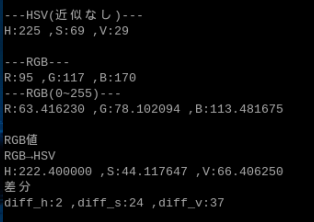 ---HSV(近似なし)---
H:225 ,S:69 ,V:29
---RGB---
R:95 ,G:117 ,B:170
---RGB(0~255)---
R:63.416230 ,G:78.102094 ,B:113.481675
RGB値
RGB→HSV
H:222.400000 ,S:44.117647 ,V:66.406250
差分
diff_h:2 ,diff_s:24 ,diff_v:37